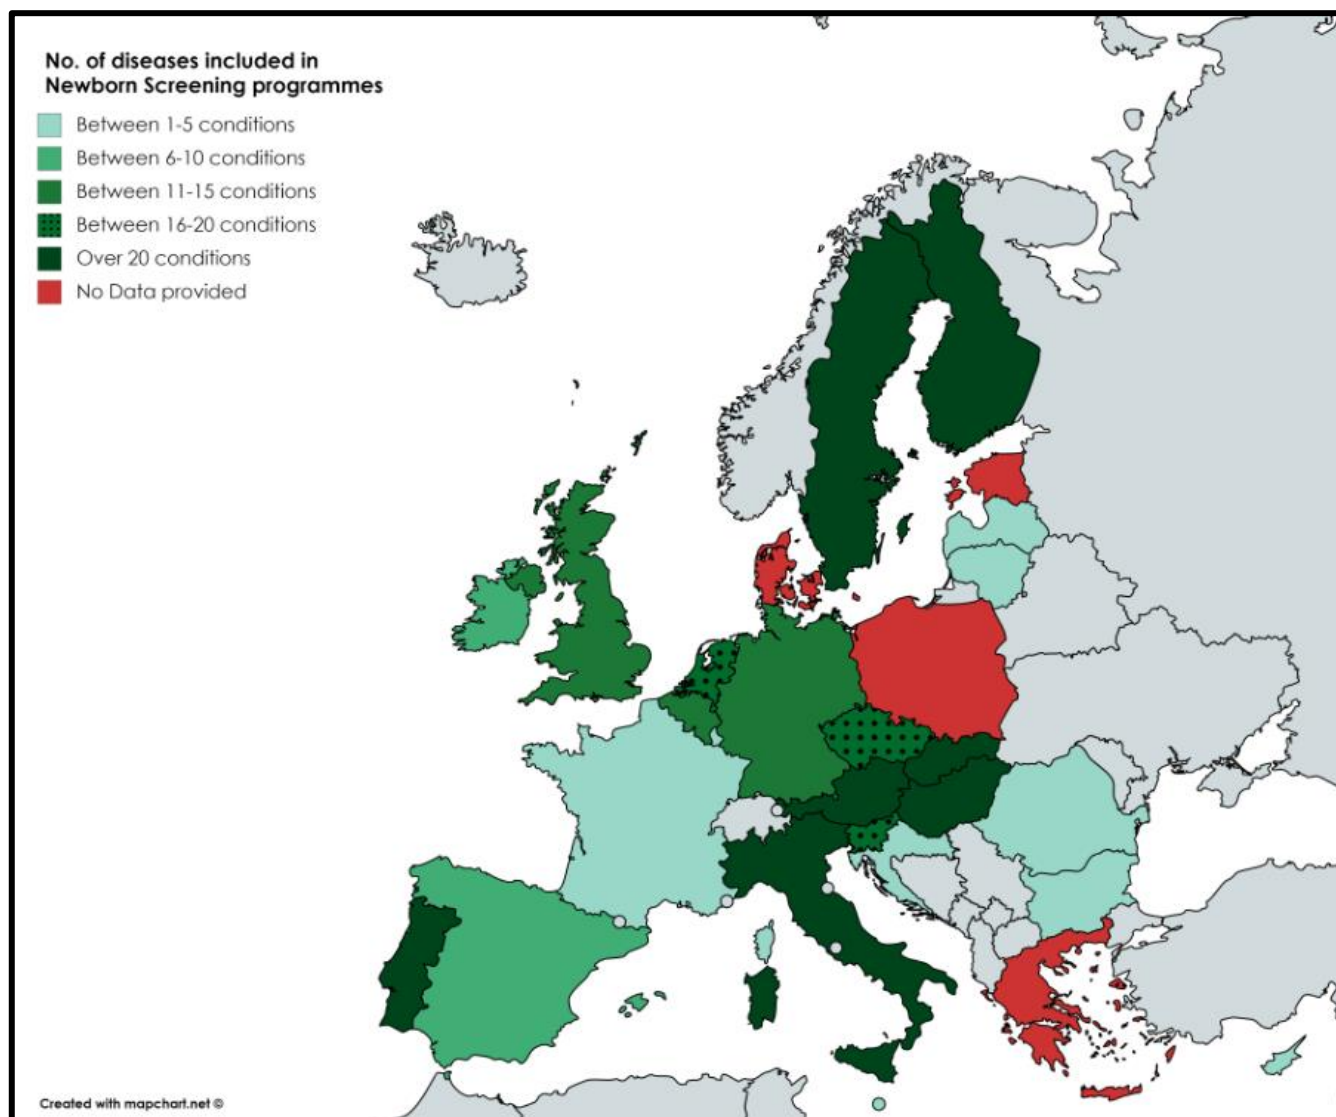 No. of diseases included in
Newborn Screening programmes
Between 1-5 conditions
Between 6-10 conditions
Between 11-15 conditions
Between 16-20 conditions
Over 20 conditions
No Data provided
Created with mapchart.net ©